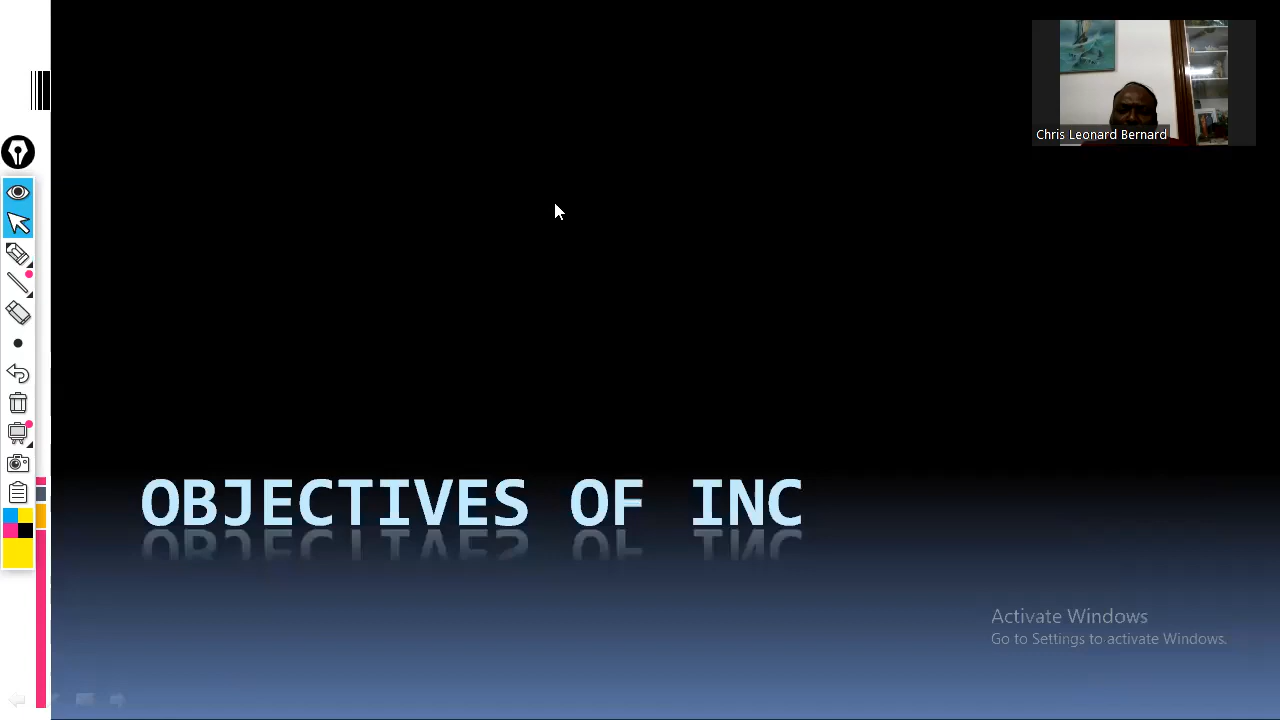 Chris Leonard Bernard
OBJECTIVES OF INC
Activate Windows
Go to Settings to activate Windows.